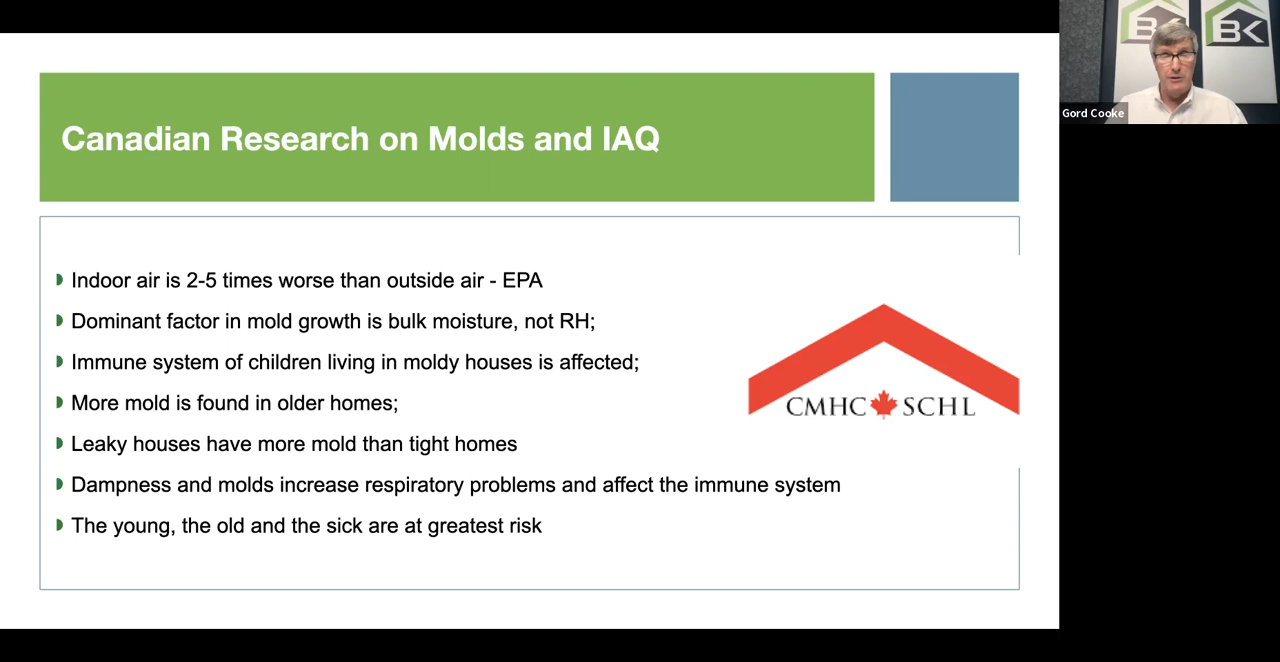 Canadian Research on Molds and IAQ
Indoor air is 2-5 times worse than outside air - EPA
Dominant factor in mold growth is bulk moisture, not RH;
Immune system of children living in moldy houses is affected;
More mold is found in older homes;
Leaky houses have more mold than tight homes
Dampness and molds increase respiratory problems and affect the immune system
The young, the old and the sick are at greatest risk
CMHC SCHL
BK BK
Gord Cooke